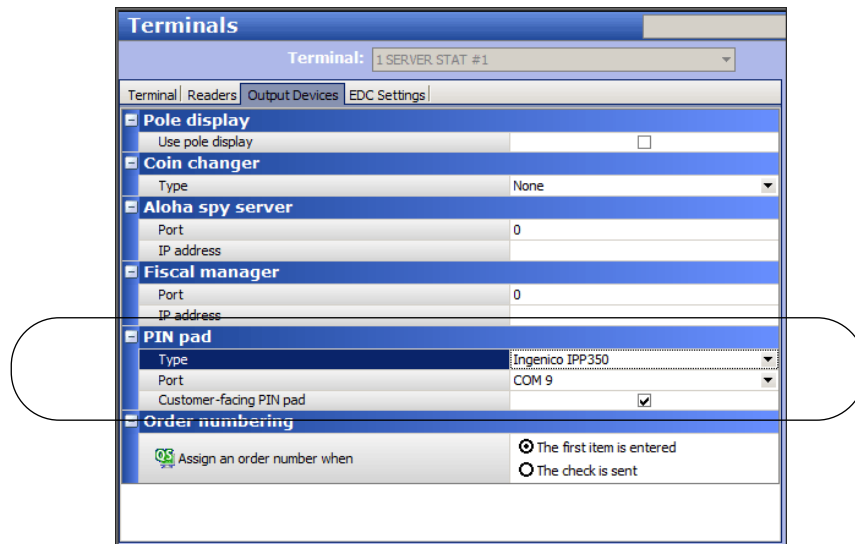 Terminals
Terminal: 1 SERVER STAT #1
Terminal Readers Output Devices EDC Settings
Pole display
Use pole display
Coin changer
Type None
Aloha spy server
Port 0
IP address
Fiscal manager
Port 0
IP address
PIN pad
Type Ingenico IPP350
Port COM 9
Customer-facing PIN pad
Order numbering
QS Assign an order number when
The first item is entered
The check is sent